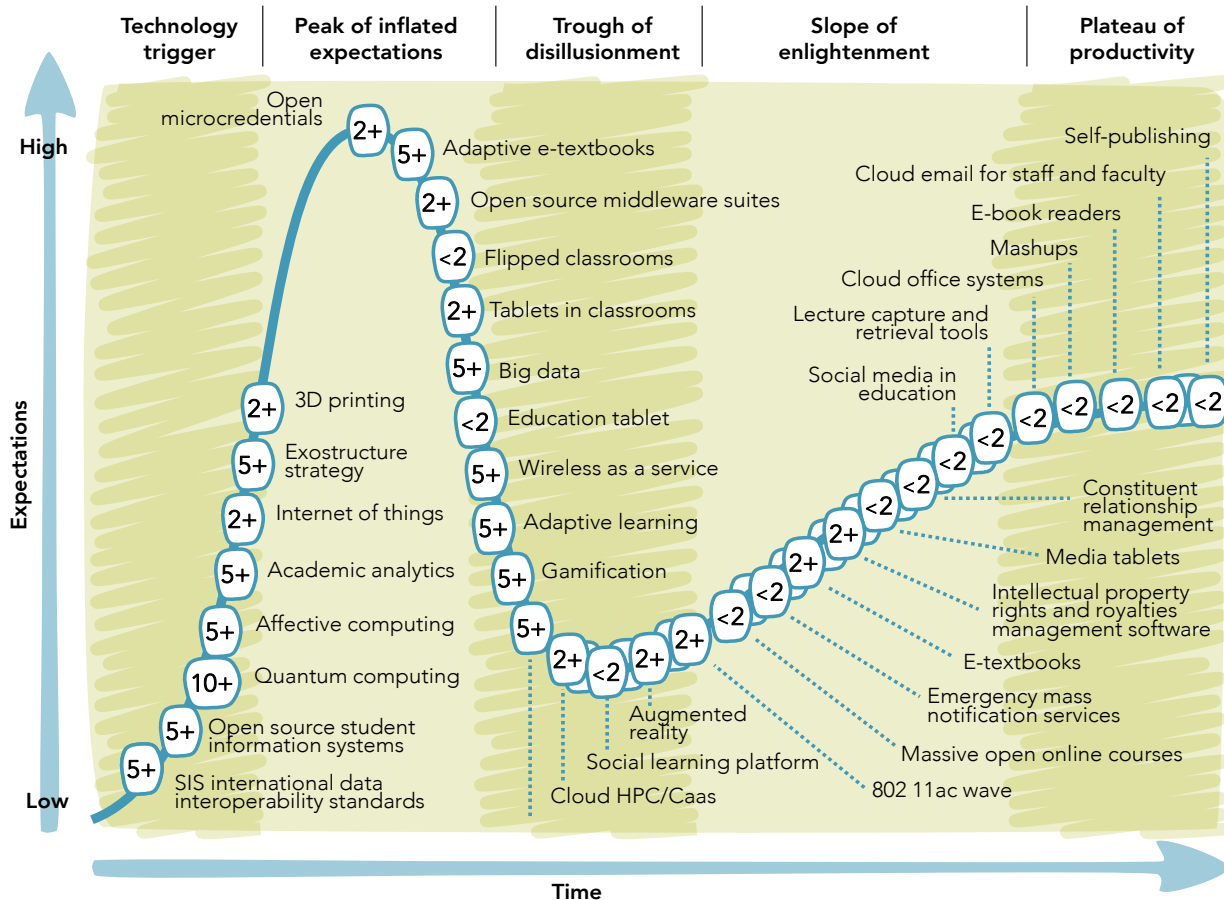 Technology
trigger
Peak of inflated
expectations
Trough of
disillusionment
Slope of
enlightenment
Plateau of
productivity
High
Low
Expectations
Time
Open
microcredentials
2+
5+
Adaptive e-textbooks
2+
Open source middleware suites
<2
Flipped classrooms
2+
Tablets in classrooms
5+
Big data
<2
Education tablet
5+
Wireless as a service
5+
Adaptive learning
5+
Gamification
5+
2+
3D printing
5+
Exostructure
strategy
2+
Internet of things
5+
Academic analytics
5+
Affective computing
10+
Quantum computing
5+
Open source student
information systems
5+
SIS international data
interoperability standards
2+
Cloud HPC/Caas
<2
Social learning platform
2+
Augmented
reality
2+
802 11ac wave
<2
Massive open online courses
<2
Emergency mass
notification services
2+
E-textbooks
2+
Intellectual property
rights and royalties
management software
<2
Media tablets
<2
Constituent
relationship
management
<2
Social media in
education
<2
Lecture capture and
retrieval tools
<2
Cloud office systems
<2
Mashups
<2
E-book readers
<2
Cloud email for staff and faculty
<2
Self-publishing